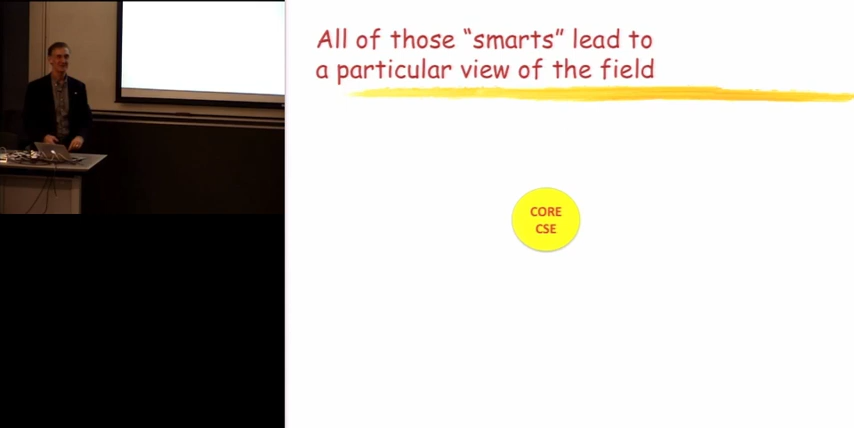 All of those “smarts” lead to
a particular view of the field
CORE
CSE